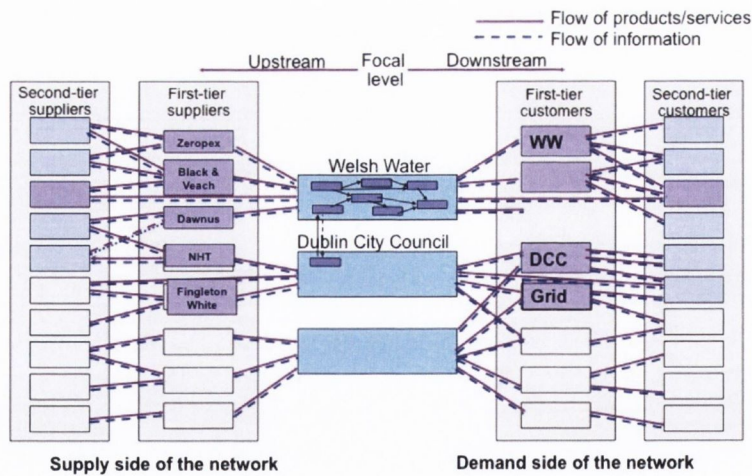 Flow of products/services
Flow of information
Upstream
Focal
level
Downstream
Second-tier
suppliers
First-tier
suppliers
First-tier
customers
Second-tier
customers
Zeropex
Black &
Veach
Dawnus
NHT
Fingleton
White
Welsh Water
Dublin City Council
WW
DCC
Grid
Supply side of the network
Demand side of the network